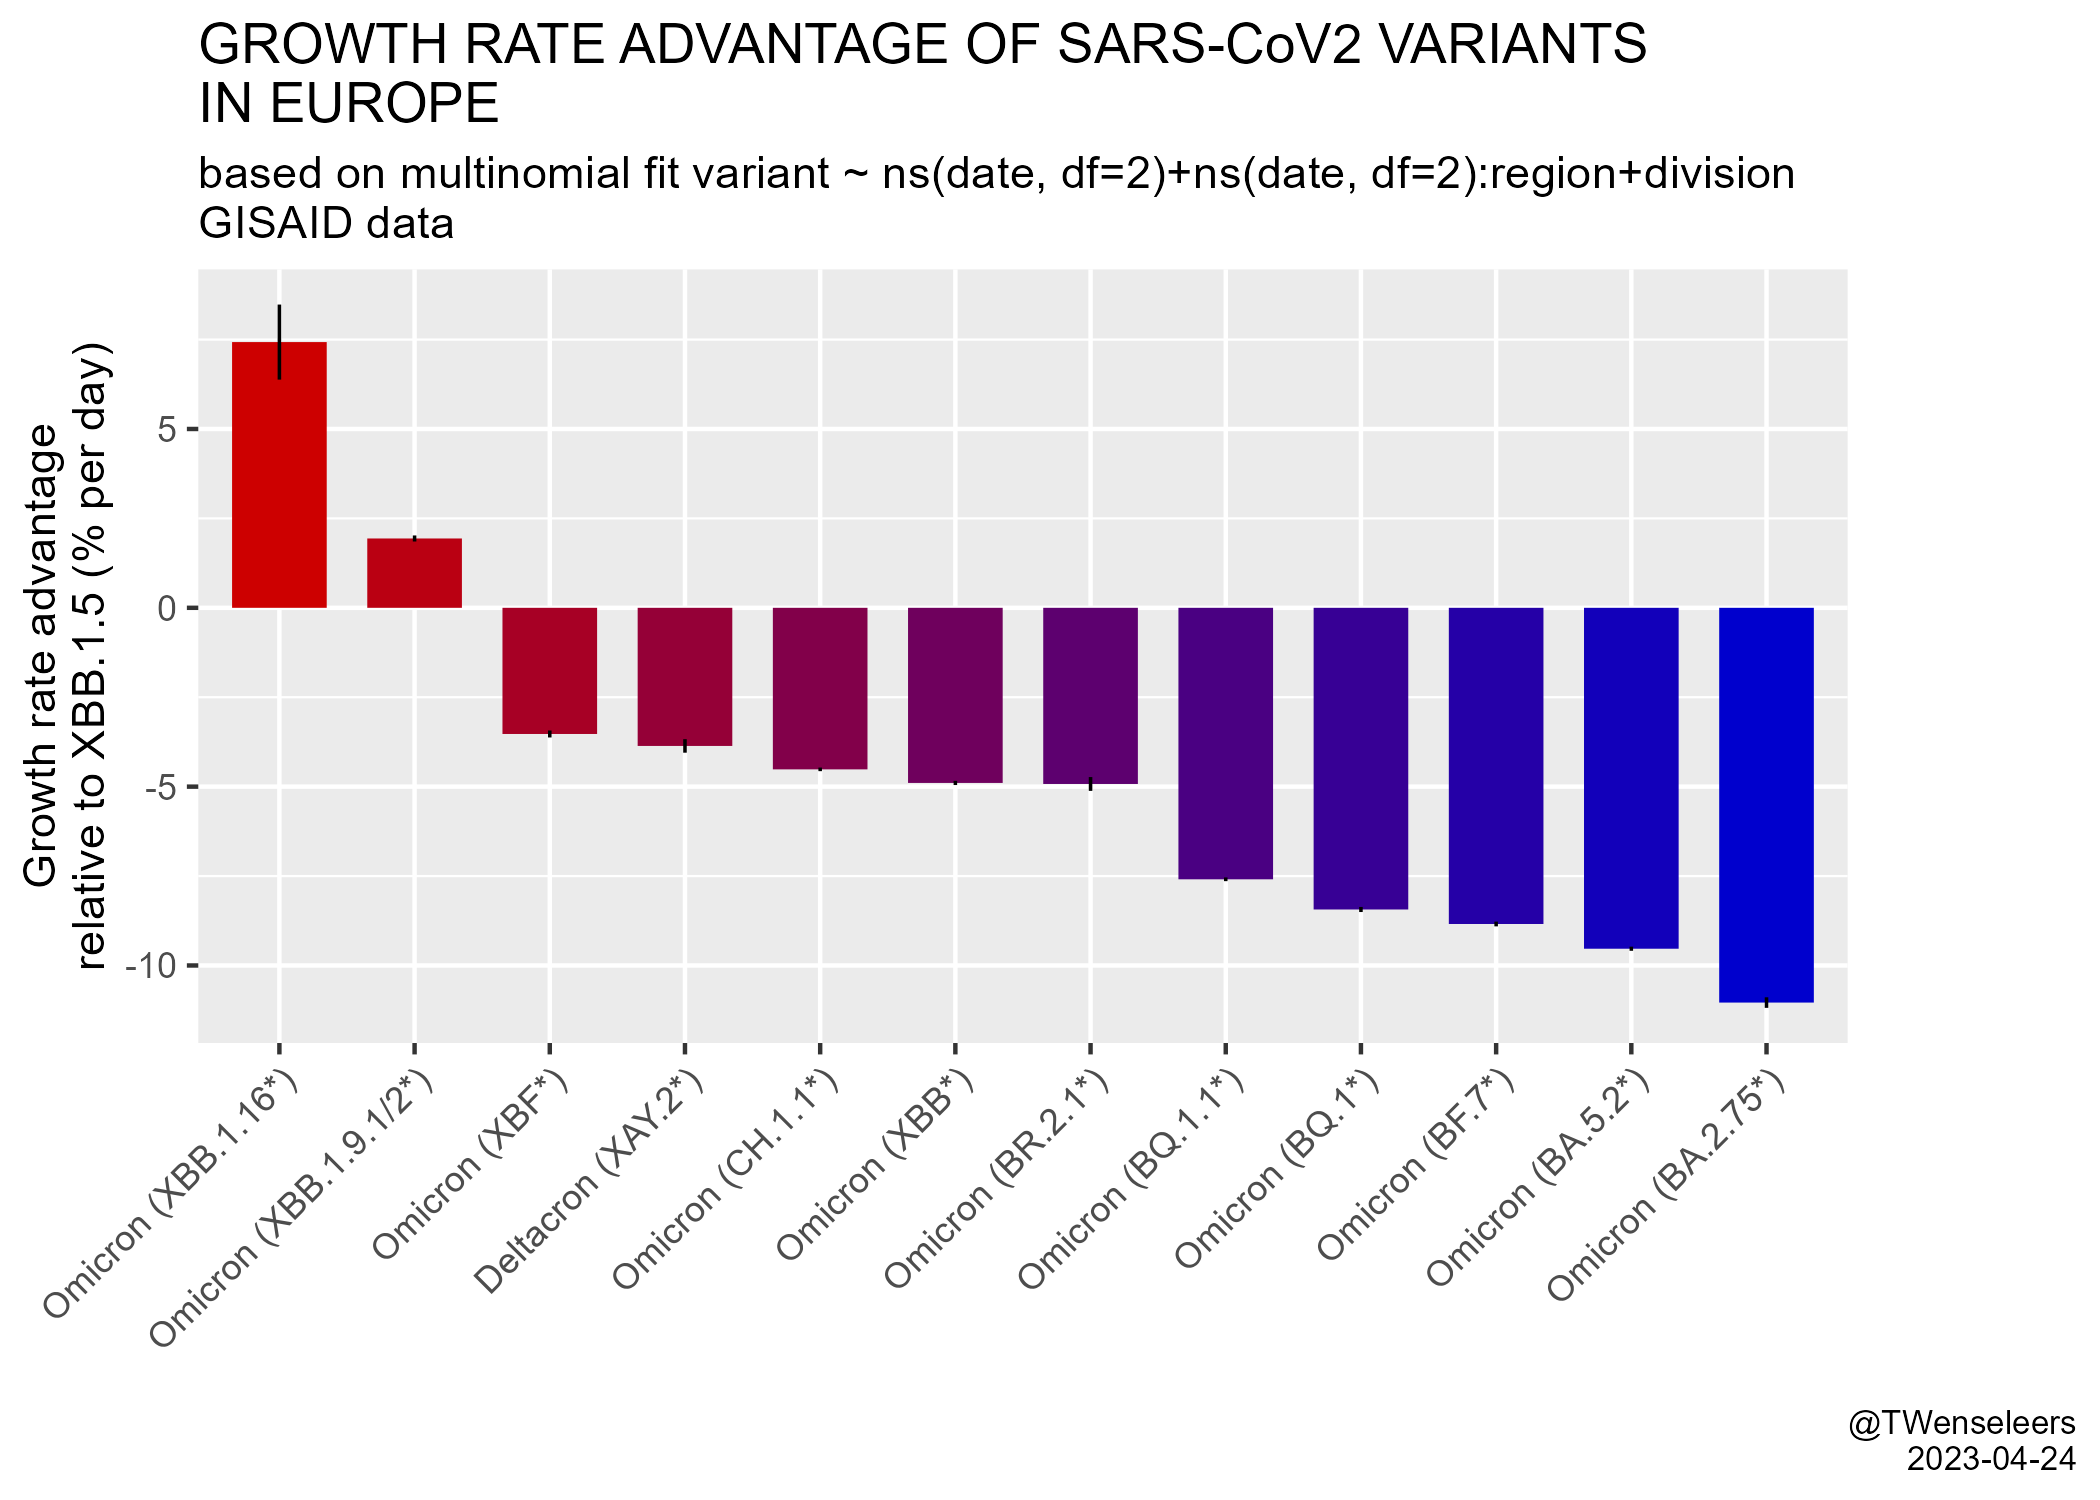 GROWTH RATE ADVANTAGE OF SARS-CoV2 VARIANTS
IN EUROPE
based on multinomial fit variant ~ ns(date, df=2)+ns(date, df=2):region+division
GISAID data
Growth rate advantage
relative to XBB.1.5 (% per day)
5
0
-5
-10
Omicron (XBB.1.16*)
Omicron (XBB.1.9.1/2*)
Omicron (XBF*)
Deltacron (XAY.2*)
Omicron (CH.1.1*)
Omicron (XBB*)
Omicron (BR.2.1*)
Omicron (BQ.1.1*)
Omicron (BQ.1*)
Omicron (BF.7*)
Omicron (BA.5.2*)
Omicron (BA.2.75*)
@TWenseleers
2023-04-24